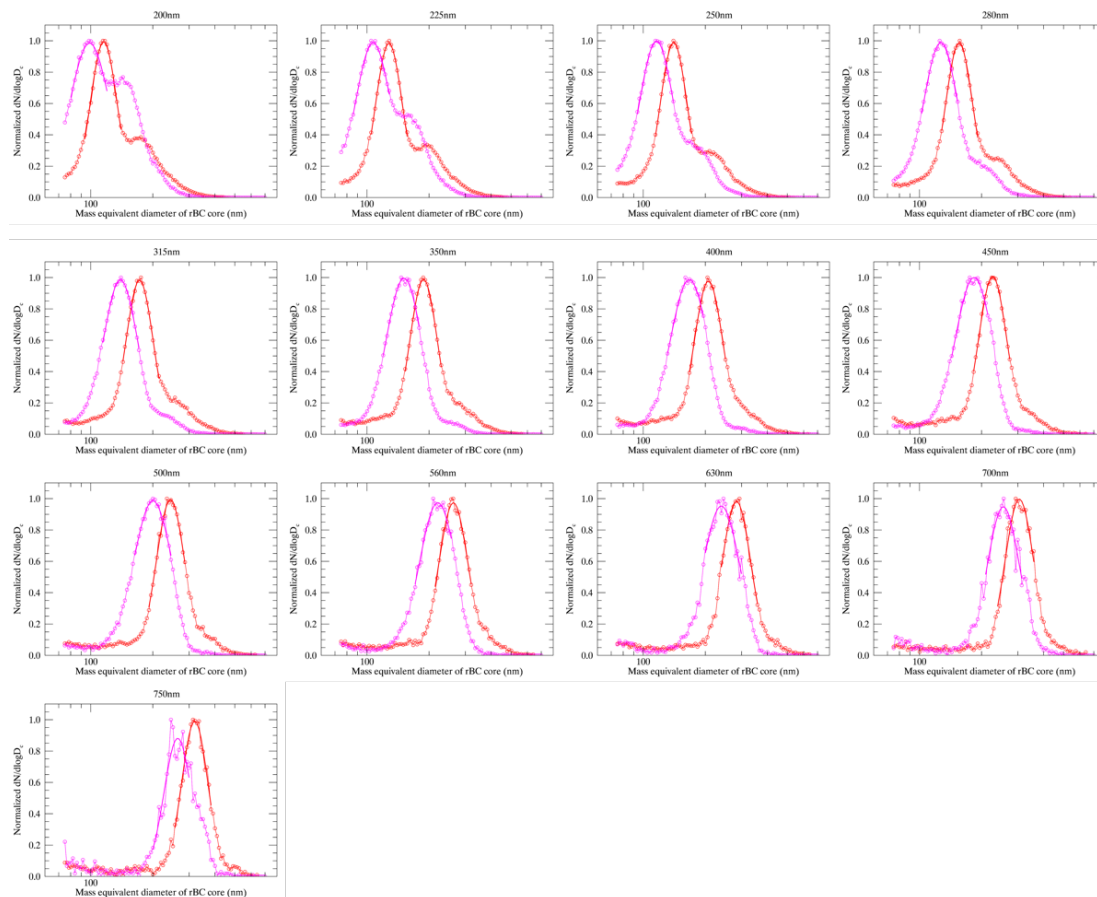 200nm
225nm
250nm
280nm
Normalized dN/dlogD_c
Normalized dN/dlogD_c
Normalized dN/dlogD_c
Normalized dN/dlogD_c
1.0
0.8
0.6
0.4
0.2
0.0
1.0
0.8
0.6
0.4
0.2
0.0
1.0
0.8
0.6
0.4
0.2
0.0
1.0
0.8
0.6
0.4
0.2
0.0
100
100
100
100
Mass equivalent diameter of rBC core (nm)
Mass equivalent diameter of rBC core (nm)
Mass equivalent diameter of rBC core (nm)
Mass equivalent diameter of rBC core (nm)
315nm
350nm
400nm
450nm
Normalized dN/dlogD_c
Normalized dN/dlogD_c
Normalized dN/dlogD_c
Normalized dN/dlogD_c
1.0
0.8
0.6
0.4
0.2
0.0
1.0
0.8
0.6
0.4
0.2
0.0
1.0
0.8
0.6
0.4
0.2
0.0
1.0
0.8
0.6
0.4
0.2
0.0
100
100
100
100
Mass equivalent diameter of rBC core (nm)
Mass equivalent diameter of rBC core (nm)
Mass equivalent diameter of rBC core (nm)
Mass equivalent diameter of rBC core (nm)
500nm
560nm
630nm
700nm
Normalized dN/dlogD_c
Normalized dN/dlogD_c
Normalized dN/dlogD_c
Normalized dN/dlogD_c
1.0
0.8
0.6
0.4
0.2
0.0
1.0
0.8
0.6
0.4
0.2
0.0
1.0
0.8
0.6
0.4
0.2
0.0
1.0
0.8
0.6
0.4
0.2
0.0
100
100
100
100
Mass equivalent diameter of rBC core (nm)
Mass equivalent diameter of rBC core (nm)
Mass equivalent diameter of rBC core (nm)
Mass equivalent diameter of rBC core (nm)
750nm
Normalized dN/dlogD_c
1.0
0.8
0.6
0.4
0.2
0.0
100
Mass equivalent diameter of rBC core (nm)